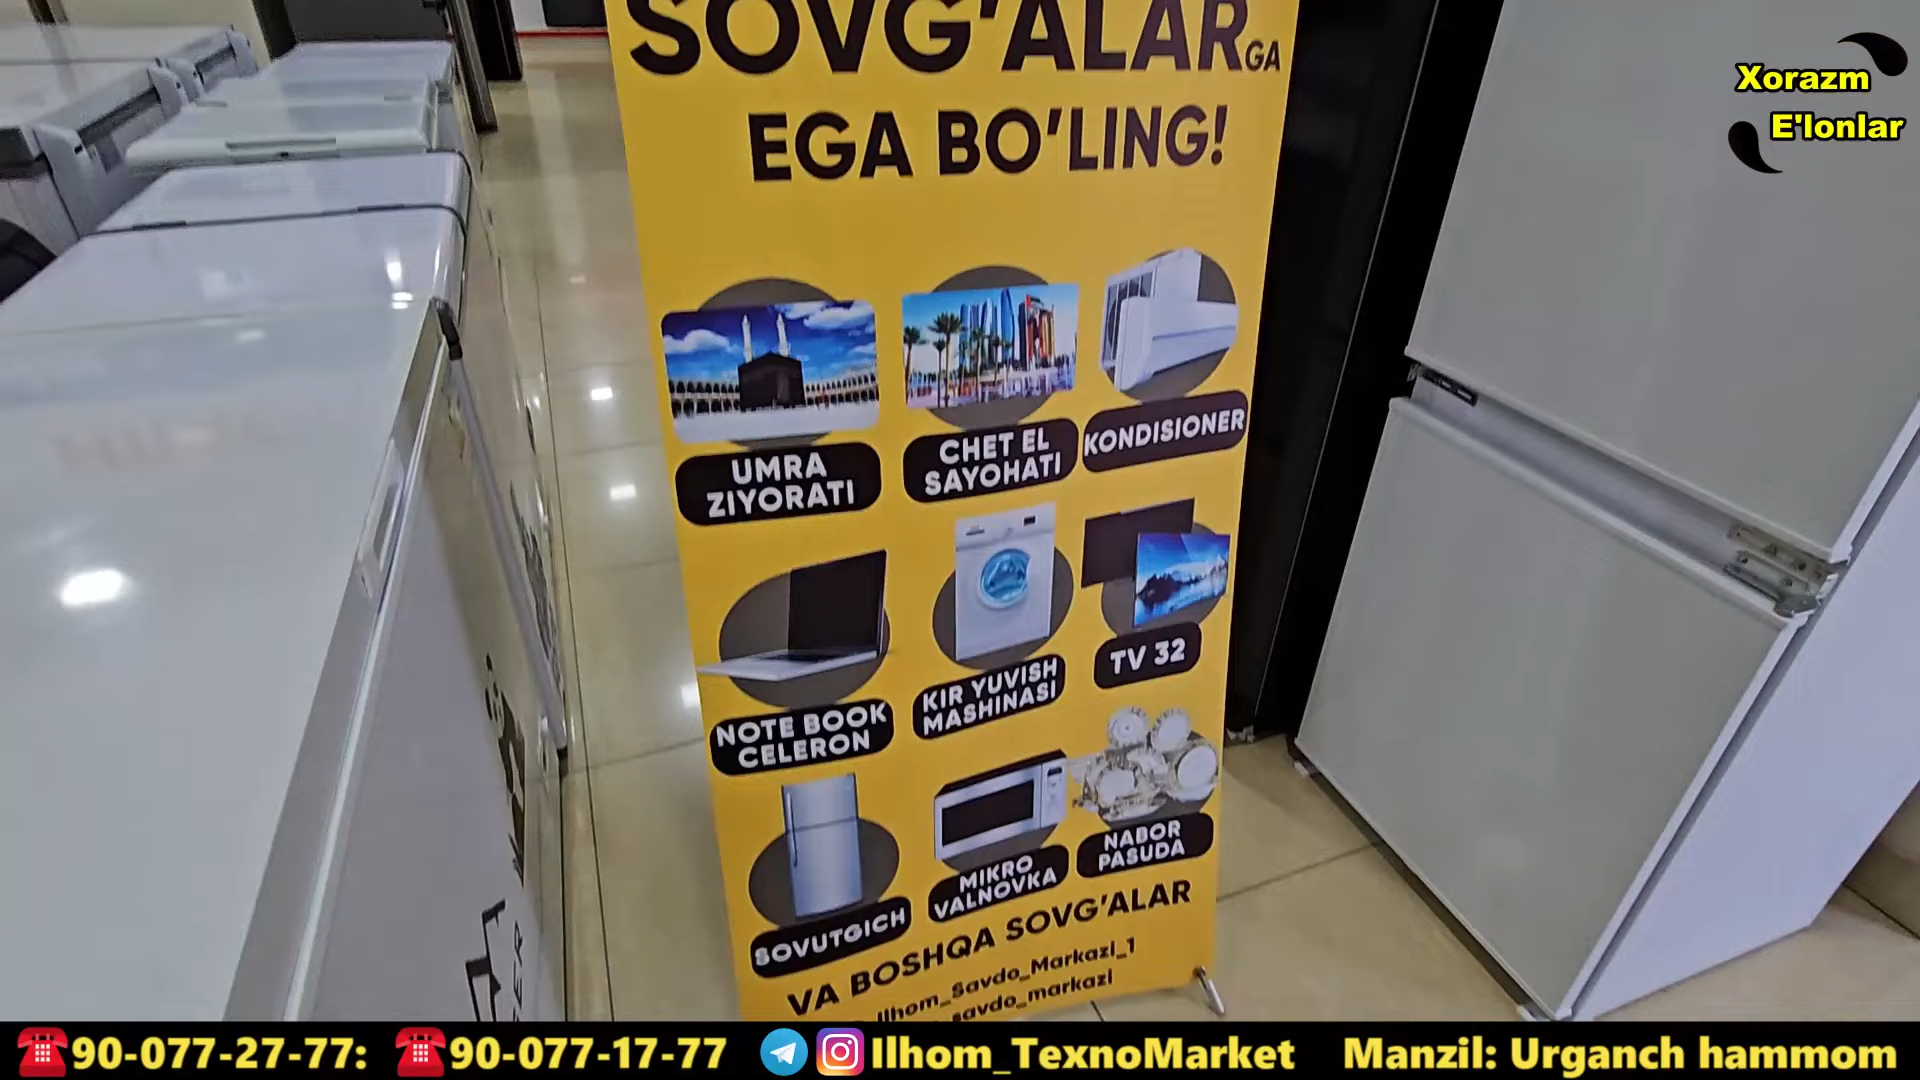 SOVG'ALARGA
EGA BO'LING!
Xorazm
E'lonlar
UMRA
ZIYORATI
CHET EL
SAYOHATI
KONDISIONER
NOTE BOOK
CELERON
KIR YUVISH
MASHINASI
TV 32
SOVUTGICH
MIKRO
VALNOVKA
NABOR
PASUDA
VA BOSHQA SOVG'ALAR
Ilhom_Savdo_Markazi_1
savdo_markazi
90-077-27-77: 90-077-17-77 Ilhom_TexnoMarket Manzil: Urganch hammom